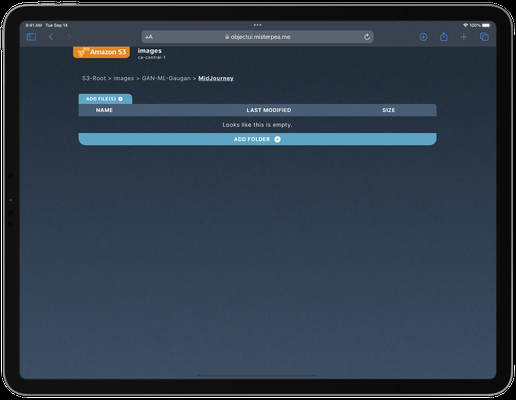 9:41 AM Tue Sep 14
100%
AA
objectui.misterpea.me
Amazon S3
images
ca-central-1
S3-Root > images > GAN-ML-Gaugan > MidJourney
ADD FILE(S)
NAME LAST MODIFIED SIZE
Looks like this is empty.
ADD FOLDER